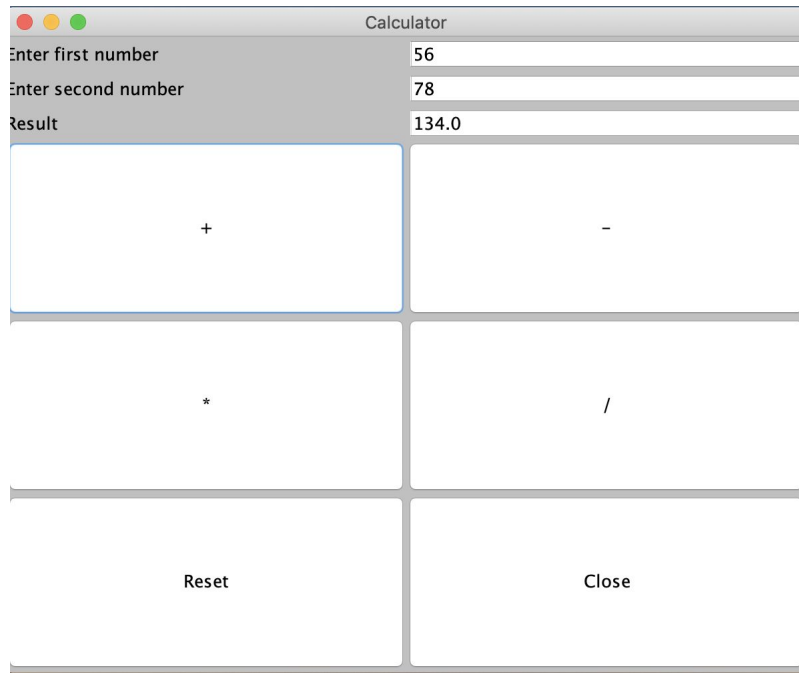 Calculator
Enter first number 56
Enter second number 78
Result 134.0
+ -
* /
Reset Close